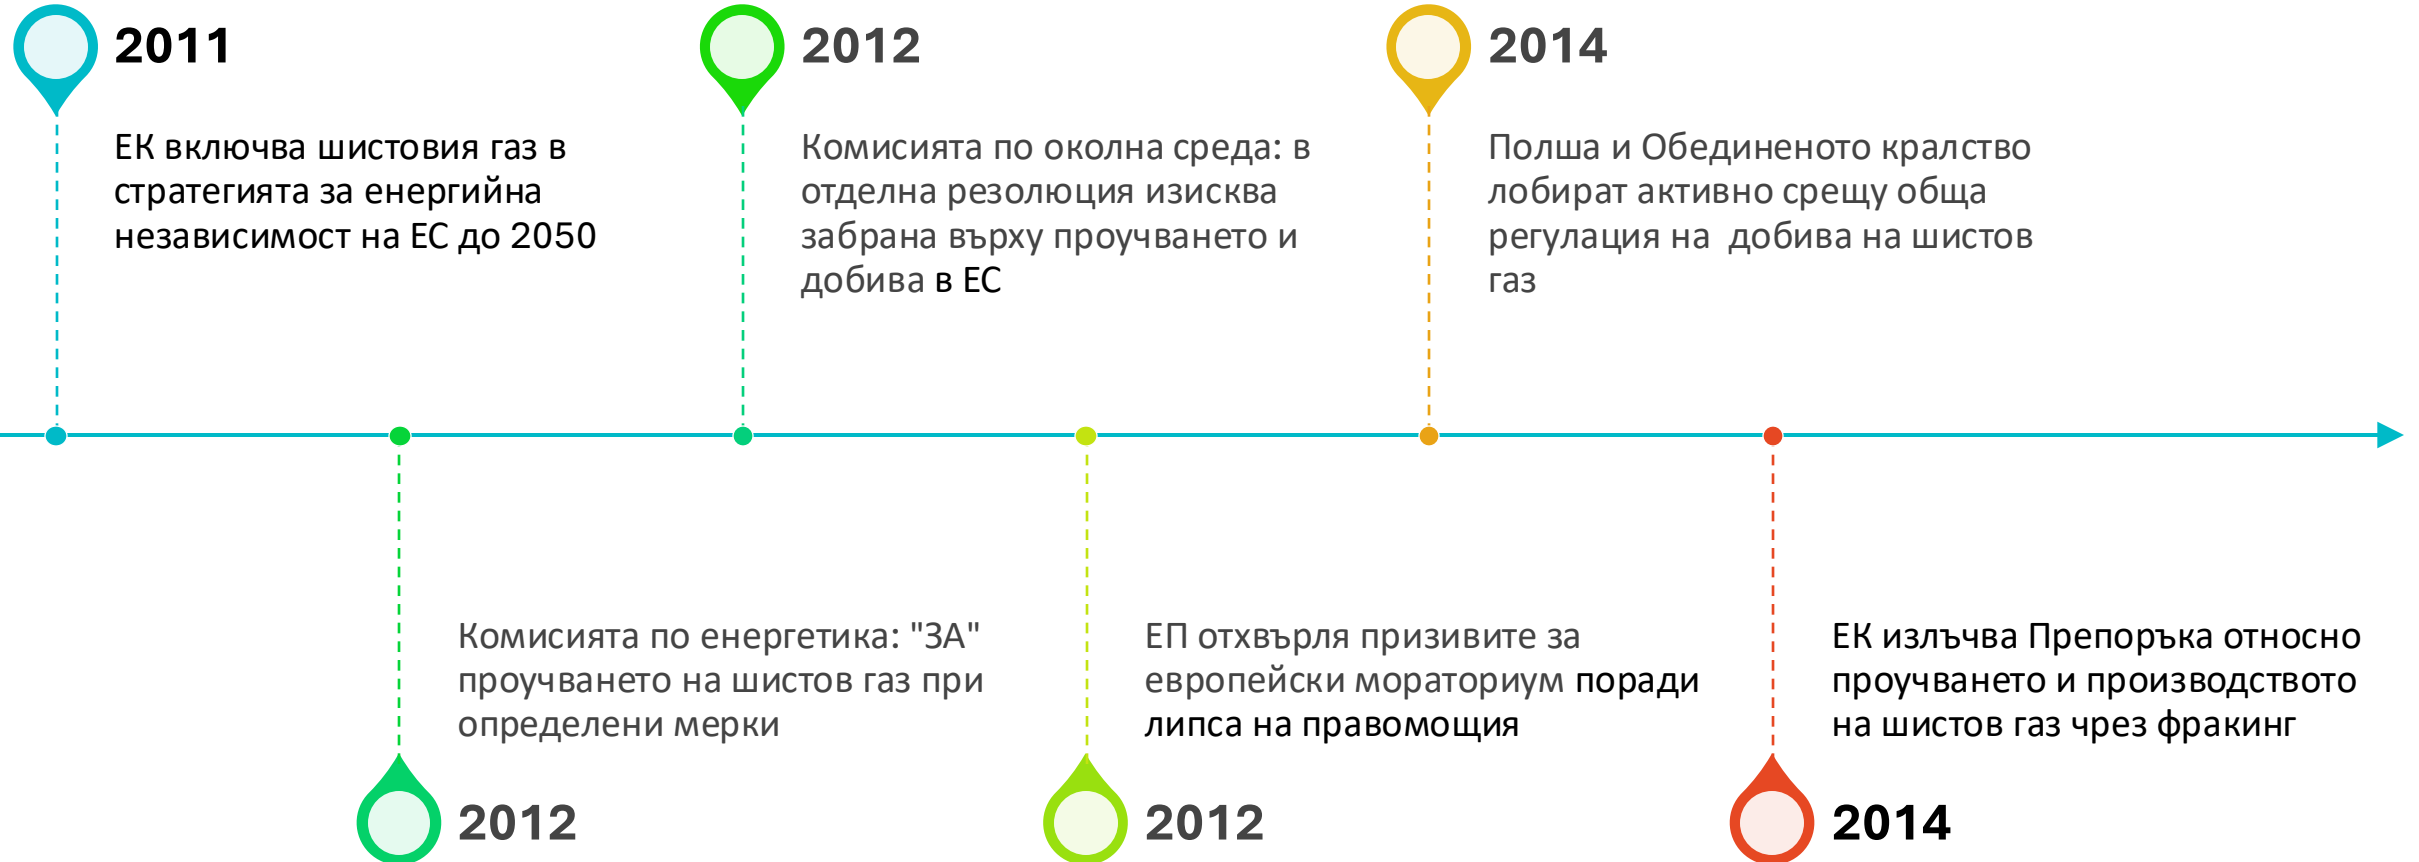 2011
ЕК включва шистовия газ в
стратегията за енергийна
независимост на ЕС до 2050
2012
Комисията по енергетика: "ЗА"
проучването на шистов газ при
определени мерки
2012
Комисията по околна среда: в
отделна резолюция изисква
забрана върху проучването и
добива в ЕС
2012
ЕП отхвърля призивите за
европейски мораториум поради
липса на правомощия
2014
Полша и Обединеното кралство
лобират активно срещу обща
регулация на  добива на шистов
газ
2014
ЕК излъчва Препоръка относно
проучването и производството
на шистов газ чрез фракинг